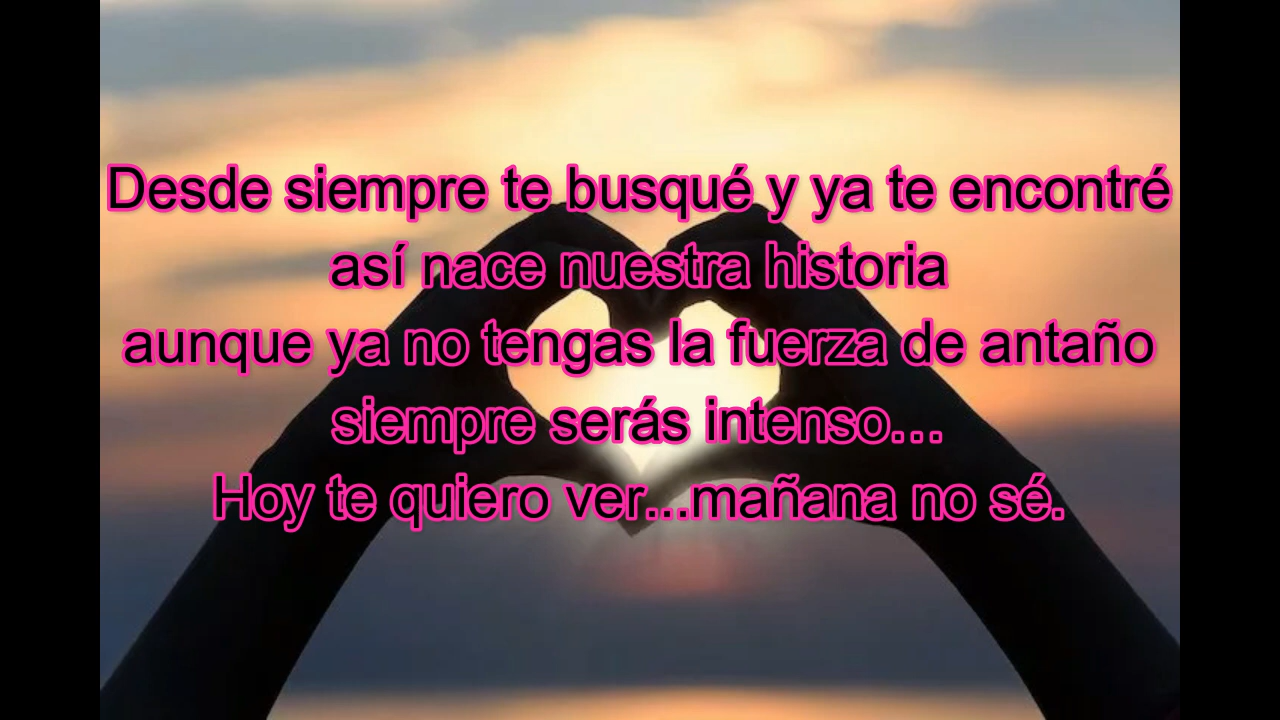 Desde siempre te busqué y ya te encontré
así nace nuestra historia
aunque ya no tengas la fuerza de antaño
siempre serás intenso...
Hoy te quiero ver...mañana no sé.